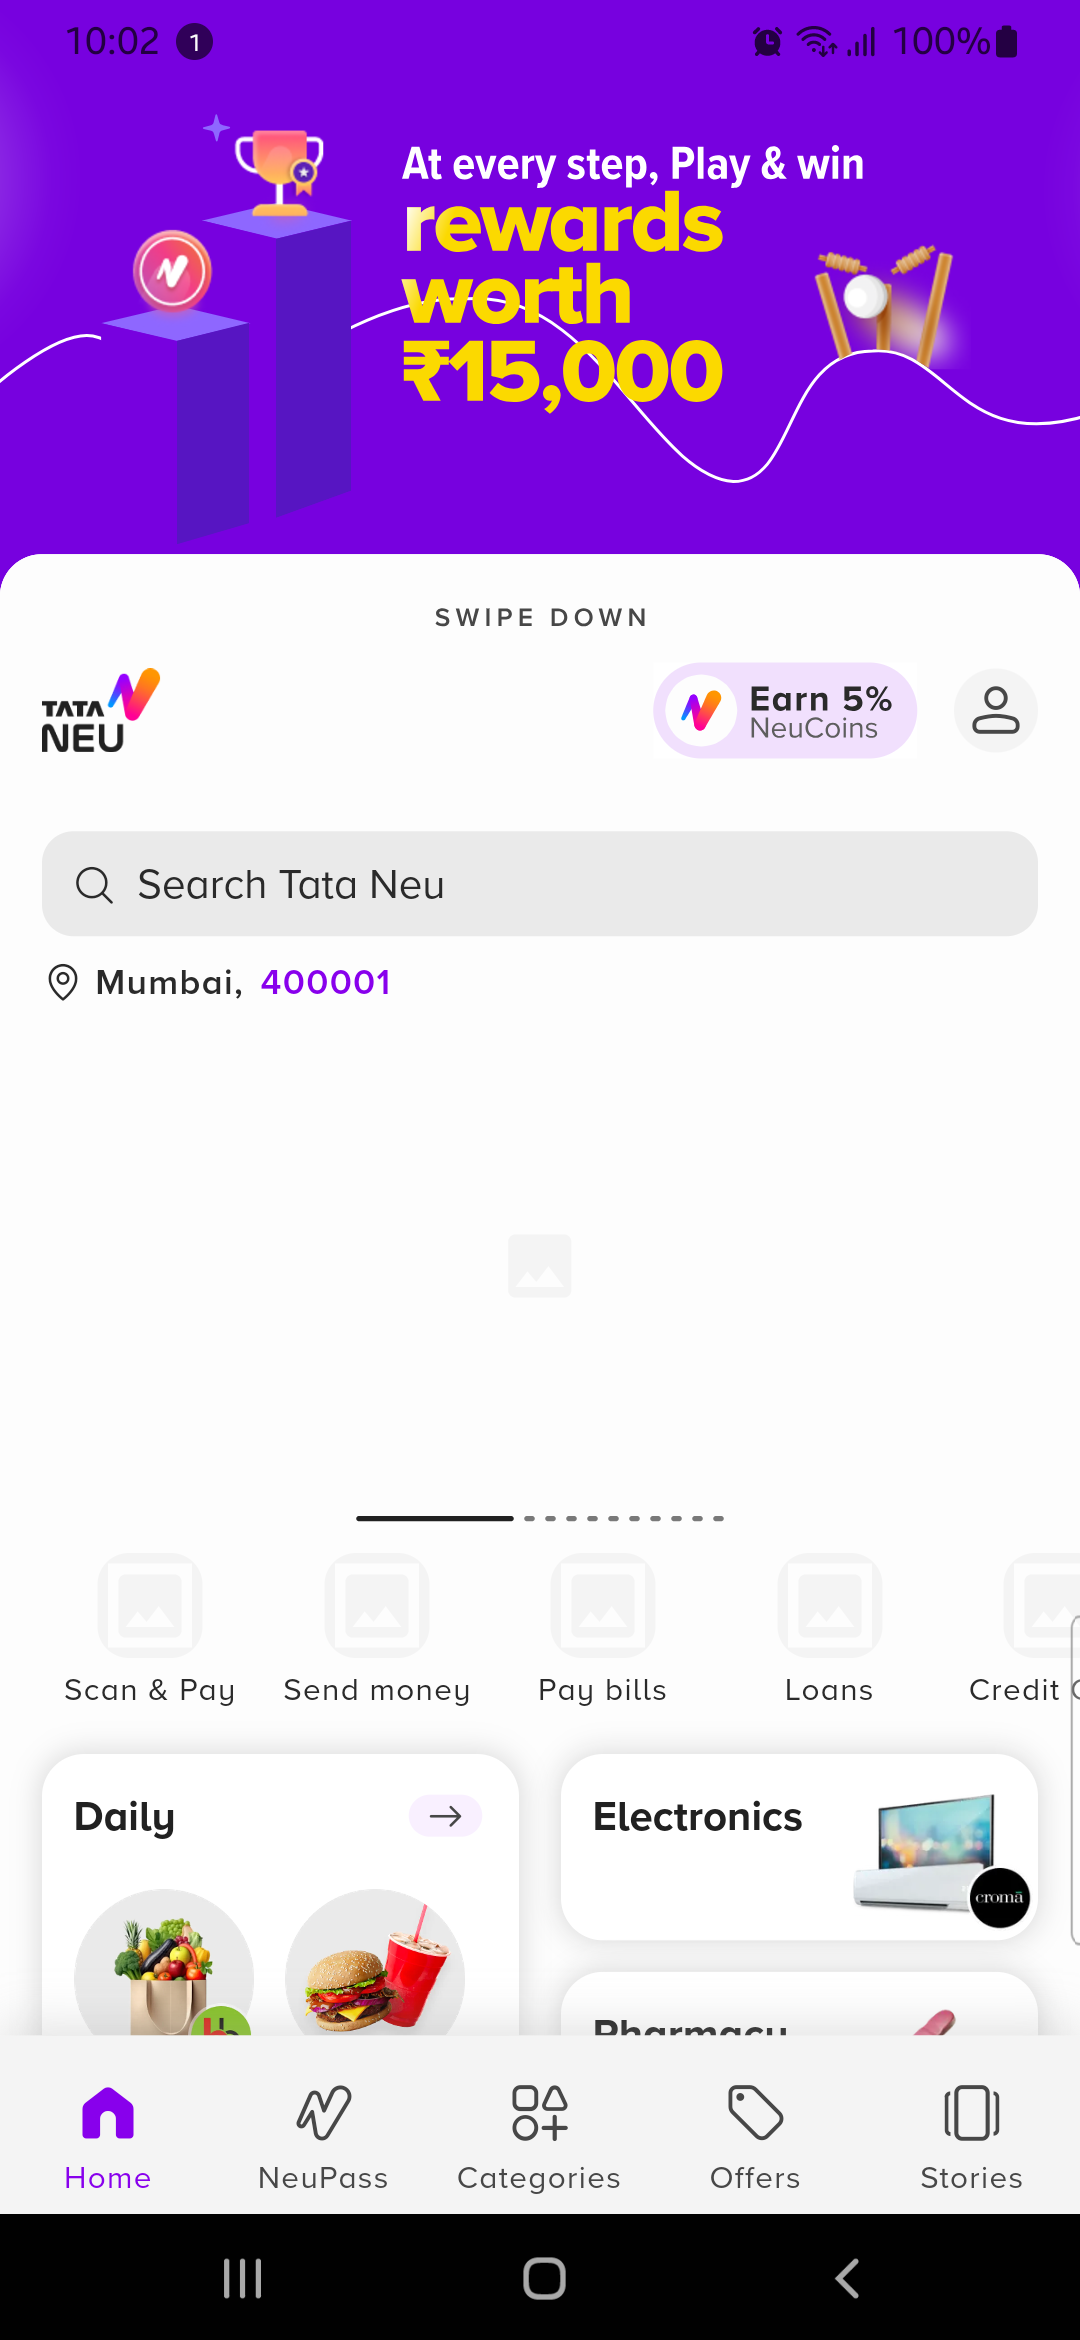 10:02
1
100%
At every step, Play & win
rewards
worth
₹15,000
SWIPE DOWN
TATA
NEU
Earn 5%
NeuCoins
Search Tata Neu
Mumbai, 400001
Scan & Pay
Send money
Pay bills
Loans
Credit
Daily
Electronics
croma
Pharmacy
Home
NeuPass
Categories
Offers
Stories